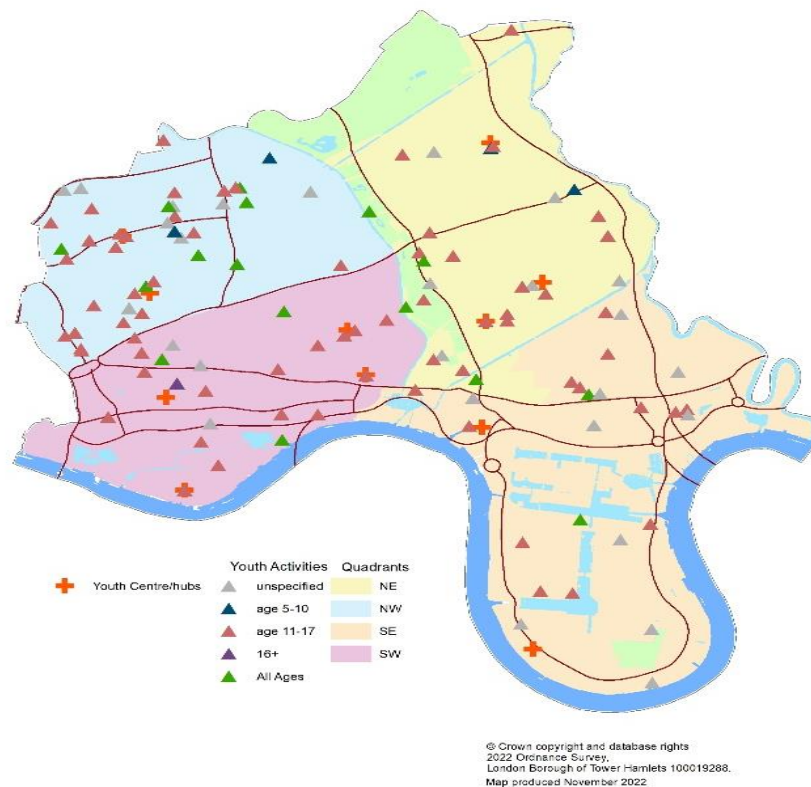 Youth Activities Quadrants
Youth Centre/hubs
unspecified NE
age 5-10 NW
age 11-17 SE
16+ SW
All Ages
© Crown copyright and database rights
2022 Ordnance Survey,
London Borough of Tower Hamlets 100019288.
Map produced November 2022